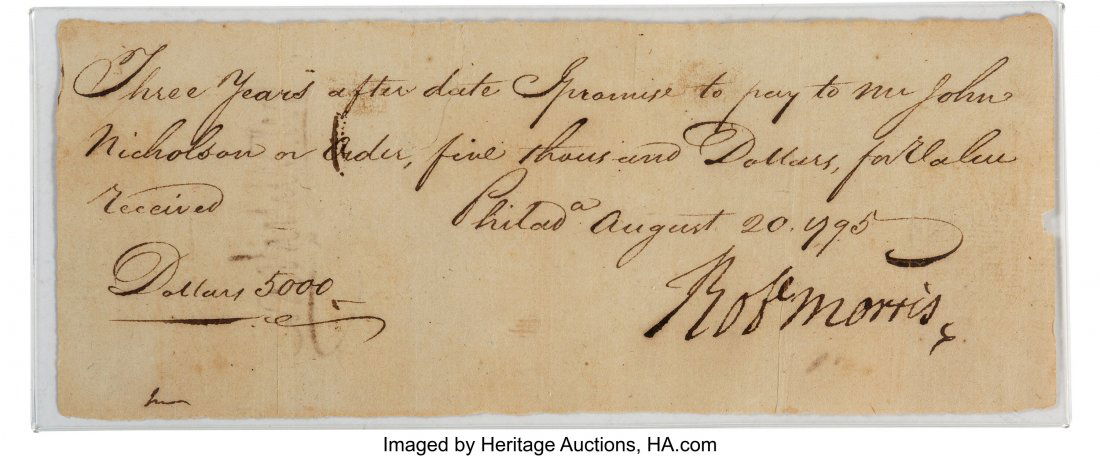 Three Years after date I promise to pay to Mr John
Nicholson or Order, five thousand Dollars, for Value
received
Philadª August 20. 1795
Dollars 5000
Robt Morris
Imaged by Heritage Auctions, HA.com